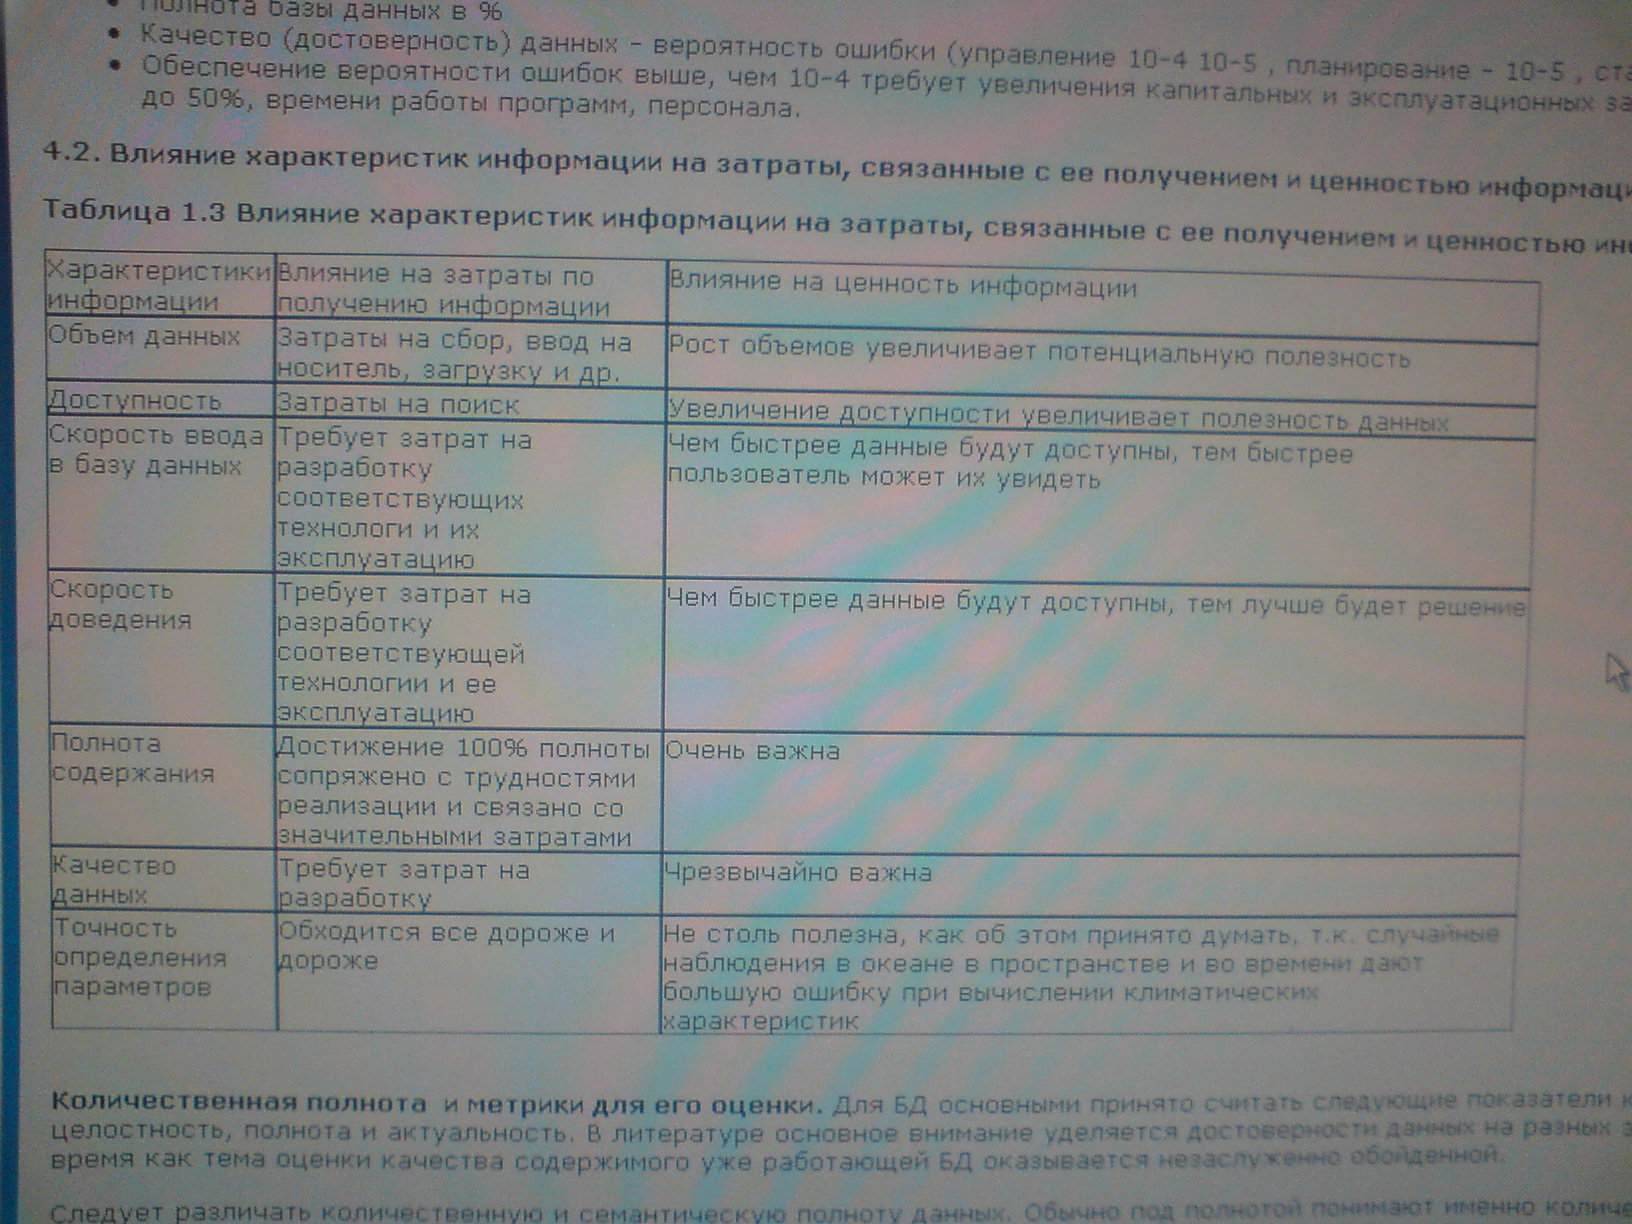 Полнота базы данных в %
• Качество (достоверность) данных - вероятность ошибки (управление 10-4 10-5 , планирование - 10-5 ,
• Обеспечение вероятности ошибок выше, чем 10-4 требует увеличения капитальных и эксплуатационных
до 50%, времени работы программ, персонала.
4.2. Влияние характеристик информации на затраты, связанные с ее получением и ценностью
Таблица 1.3 Влияние характеристик информации на затраты, связанные с ее получением и ценностью
Характеристики информации
Влияние на затраты по
получению информации
Влияние на ценность информации
Объем данных
Затраты на сбор, ввод на
носитель, загрузку и др.
Рост объемов увеличивает потенциальную полезность
Доступность
Затраты на поиск
Увеличение доступности увеличивает полезность данных
Скорость ввода
в базу данных
Требует затрат на
разработку
соответствующих
технологи и их
эксплуатацию
Чем быстрее данные будут доступны, тем быстрее
пользователь может их увидеть
Скорость
доведения
Требует затрат на
разработку
соответствующей
технологии и ее
эксплуатацию
Чем быстрее данные будут доступны, тем лучше будет решение
Полнота
содержания
Достижение 100% полноты
сопряжено с трудностями
реализации и связано со
значительными затратами
Очень важна
Качество
данных
Требует затрат на
разработку
Чрезвычайно важна
Точность
определения
параметров
Обходится все дороже и
дороже
Не столь полезна, как об этом принято думать, т.к. случайные
наблюдения в океане в пространстве и во времени дают
большую ошибку при вычислении климатических
характеристик
Количественная полнота и метрики для его оценки. Для БД основными принято считать следующие показатели
целостность, полнота и актуальность. В литературе основное внимание уделяется достоверности данных на разных
время как тема оценки качества содержимого уже работающей БД оказывается незаслуженно обойденной.
Следует различать количественную и семантическую полноту данных. Обычно под полнотой понимают именно